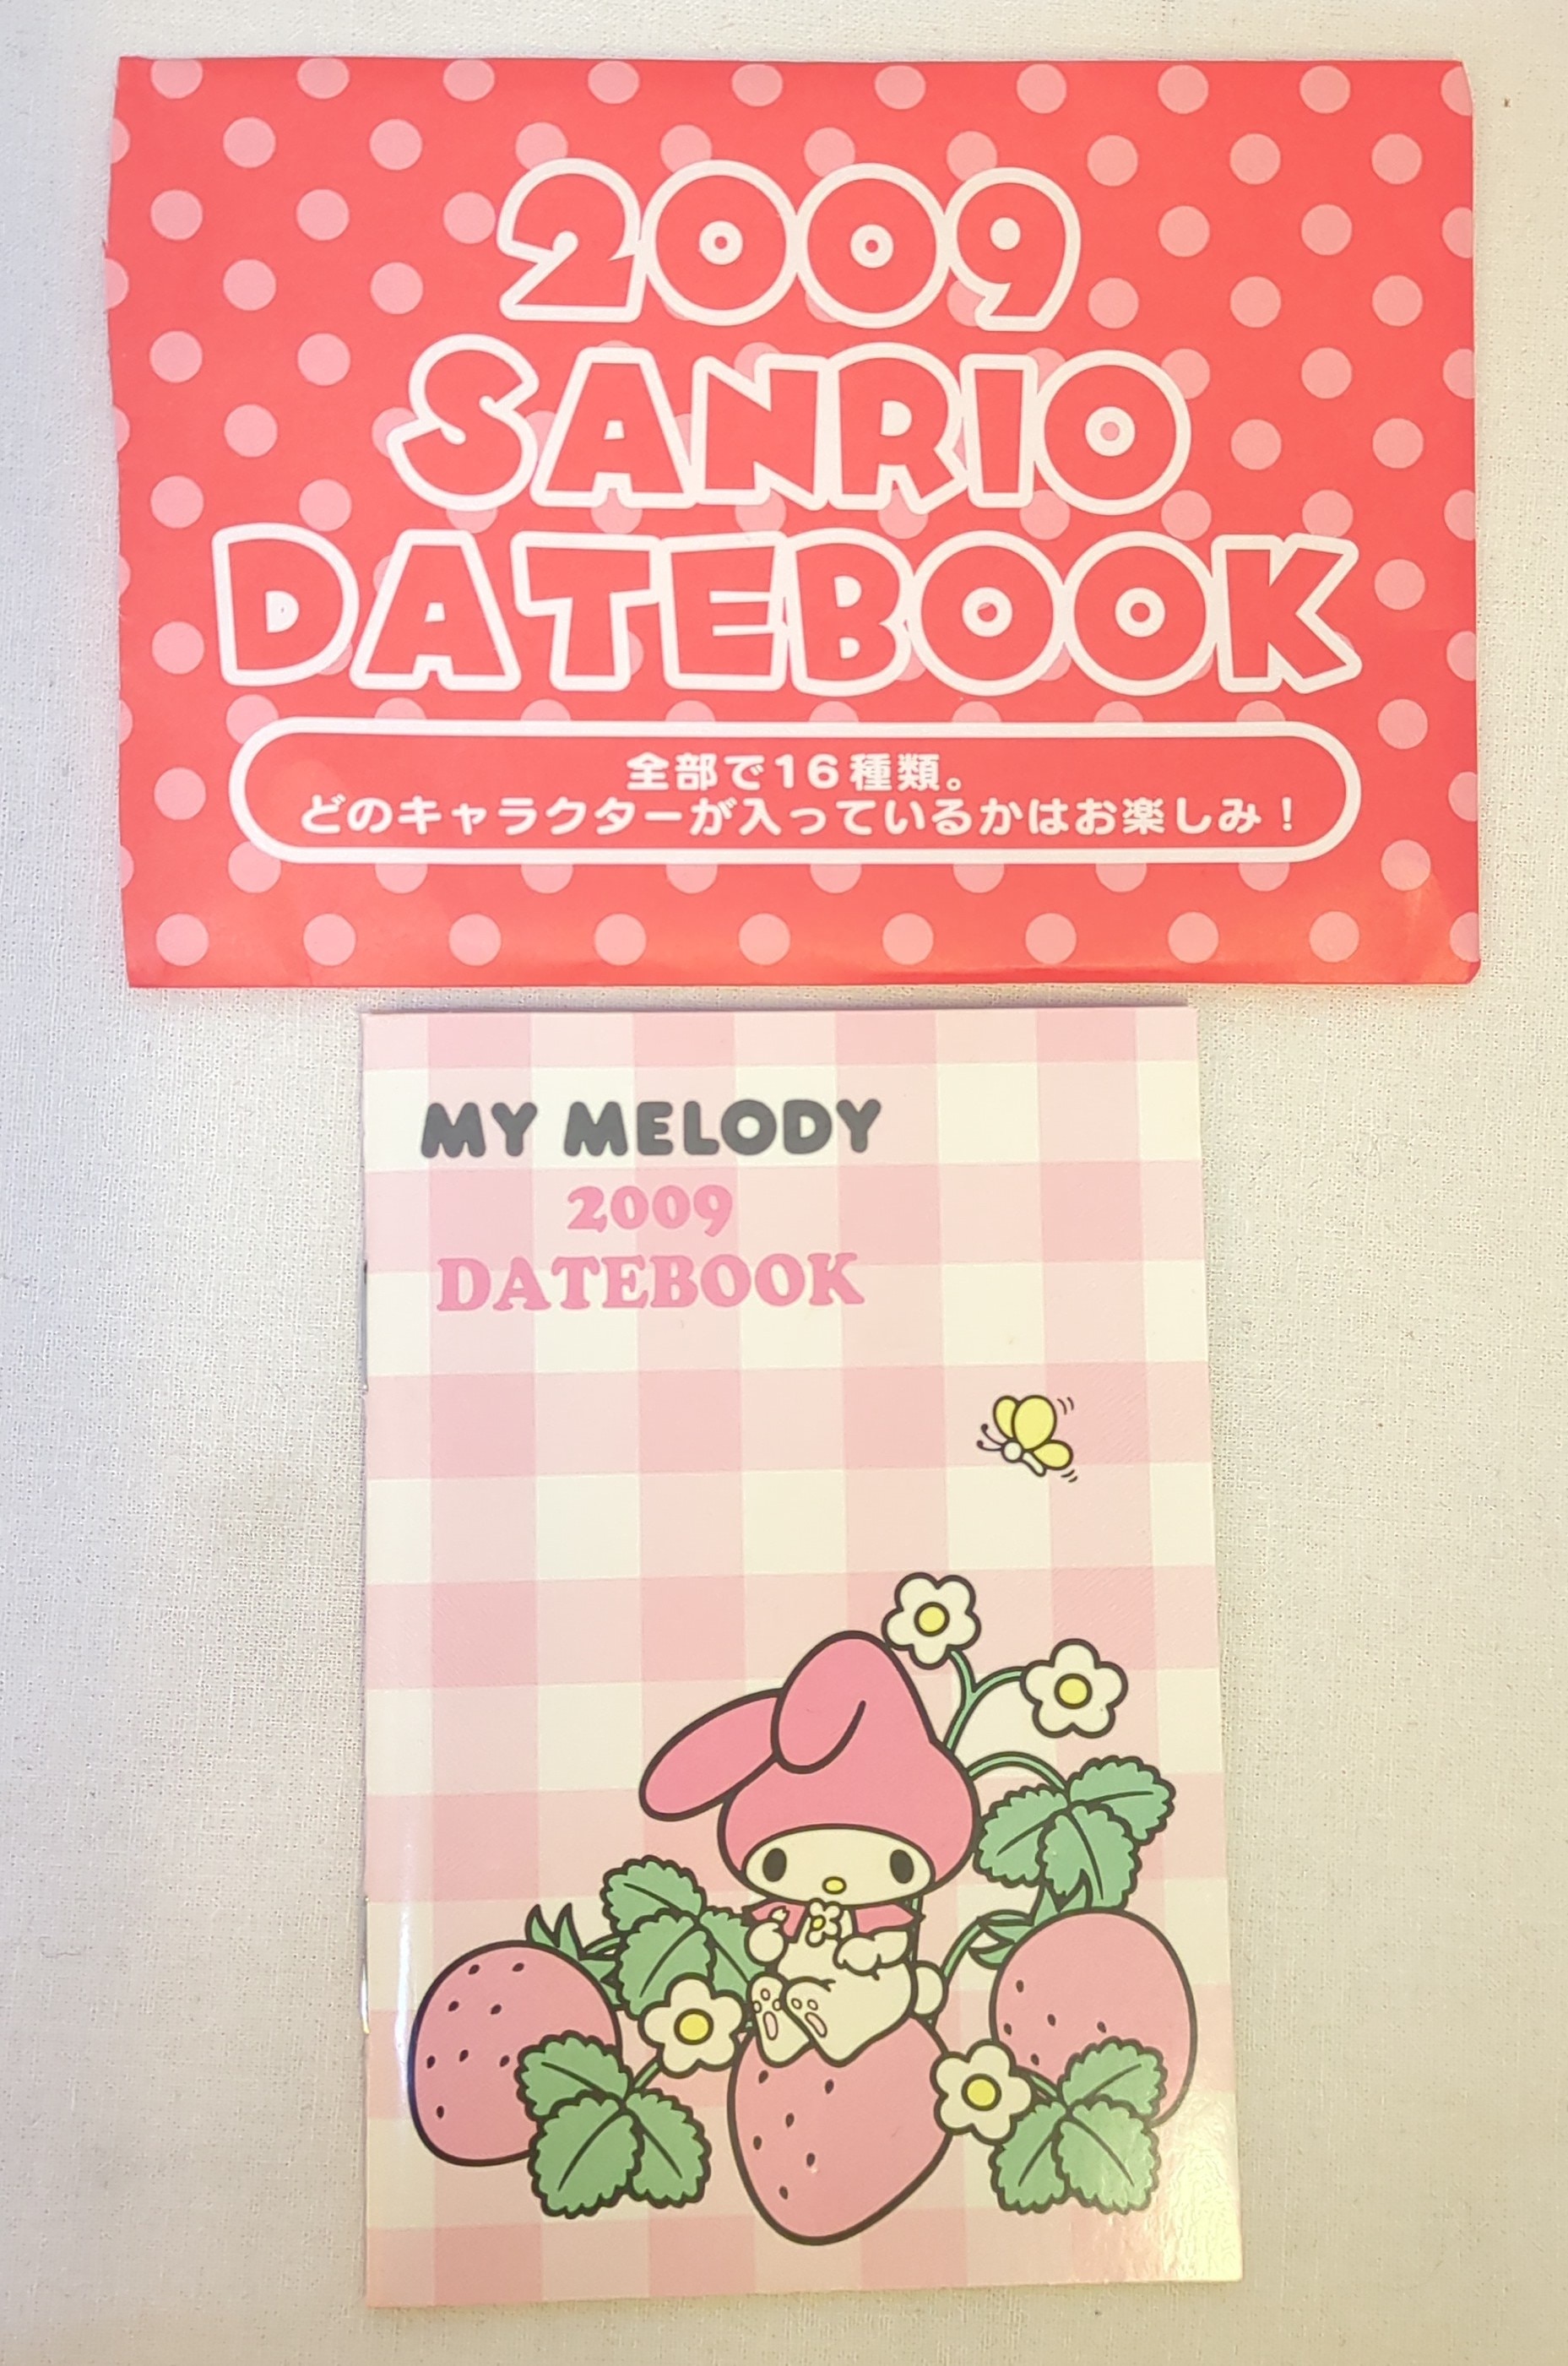 2009
SANRIO
DATEBOOK
全部で16種類。
どのキャラクターが入っているかはお楽しみ！
MY MELODY
2009
DATEBOOK